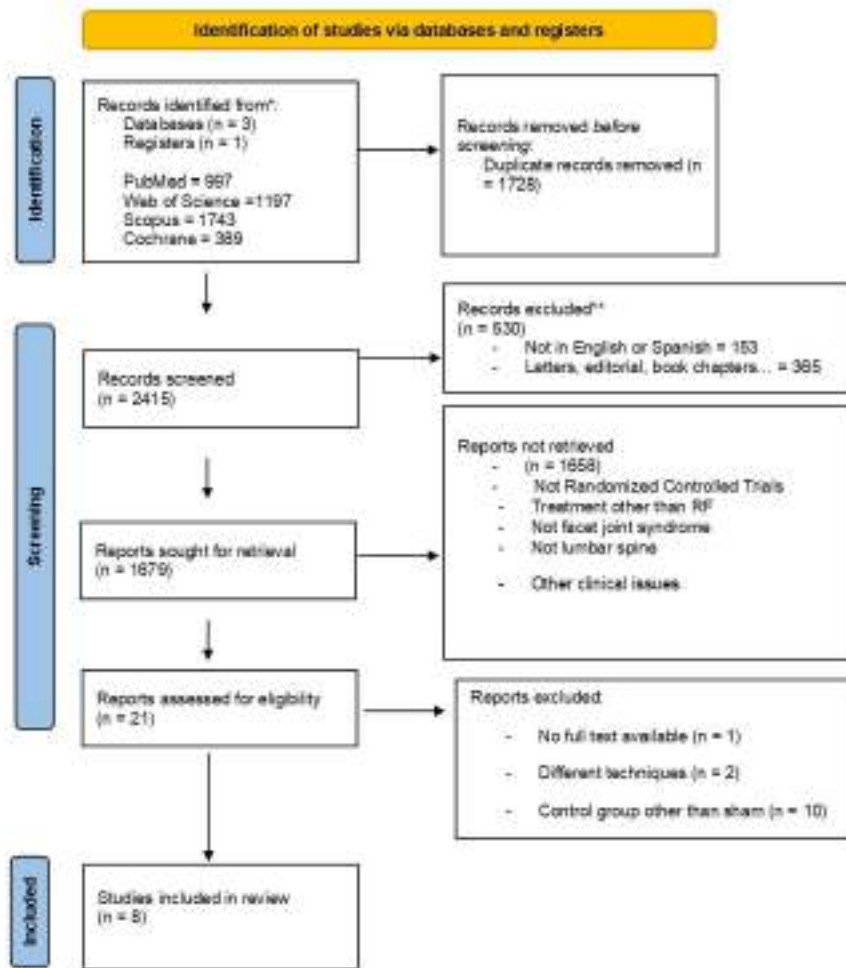 Identification of studies via databases and registers
Identification
Records identified from*:
Databases (n = 3)
Registers (n = 1)
PubMed = 997
Web of Science =1197
Scopus = 1743
Cochrane = 389
Records removed before
screening:
Duplicate records removed (n
= 1728)
Screening
Records screened
(n = 2415)
Records excluded**
(n = 530)
- Not in English or Spanish = 153
- Letters, editorial, book chapters... = 365
Reports sought for retrieval
(n = 1679)
Reports not retrieved
- (n = 1658)
- Not Randomized Controlled Trials
- Treatment other than RF
- Not facet joint syndrome
- Not lumbar spine
- Other clinical issues
Reports assessed for eligibility
(n = 21)
Reports excluded:
- No full text available (n = 1)
- Different techniques (n = 2)
- Control group other than sham (n = 10)
Included
Studies included in review
(n = 8)